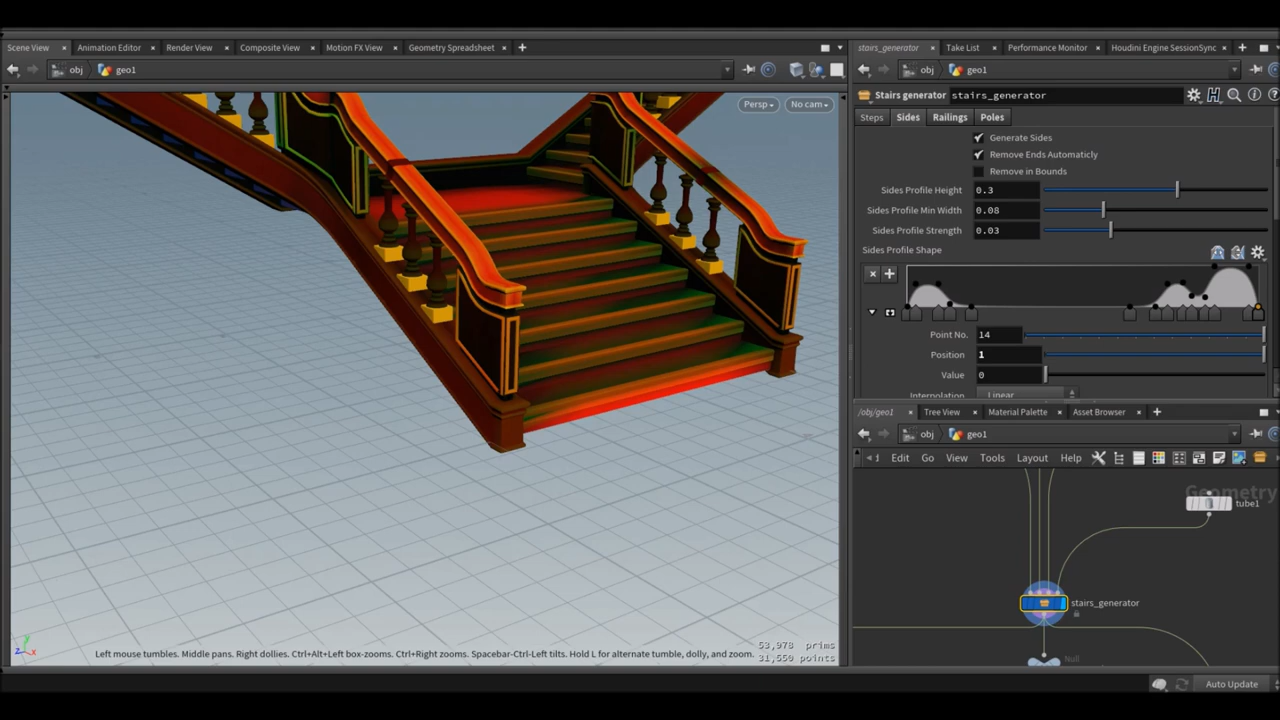 Scene View Animation Editor Render View Composite View Motion FX View Geometry Spreadsheet
obj geo1
Persp No cam
53,978 prims
31,550 points
Left mouse tumbles. Middle pans. Right dollies. Ctrl+Alt+Left box-zooms. Ctrl+Right zooms. Spacebar-Ctrl-Left tilts. Hold L for alternate tumble, dolly, and zoom.
y
z x
stairs_generator Take List Performance Monitor Houdini Engine SessionSync
obj geo1
Stairs generator stairs_generator
Steps Sides Railings Poles
Generate Sides
Remove Ends Automaticly
Remove in Bounds
Sides Profile Height 0.3
Sides Profile Min Width 0.08
Sides Profile Strength 0.03
Sides Profile Shape
Point No. 14
Position 1
Value 0
Interpolation Linear
/obj/geo1 Tree View Material Palette Asset Browser
obj geo1
Edit Go View Tools Layout Help
Geometry
tube1
stairs_generator
Null
Auto Update